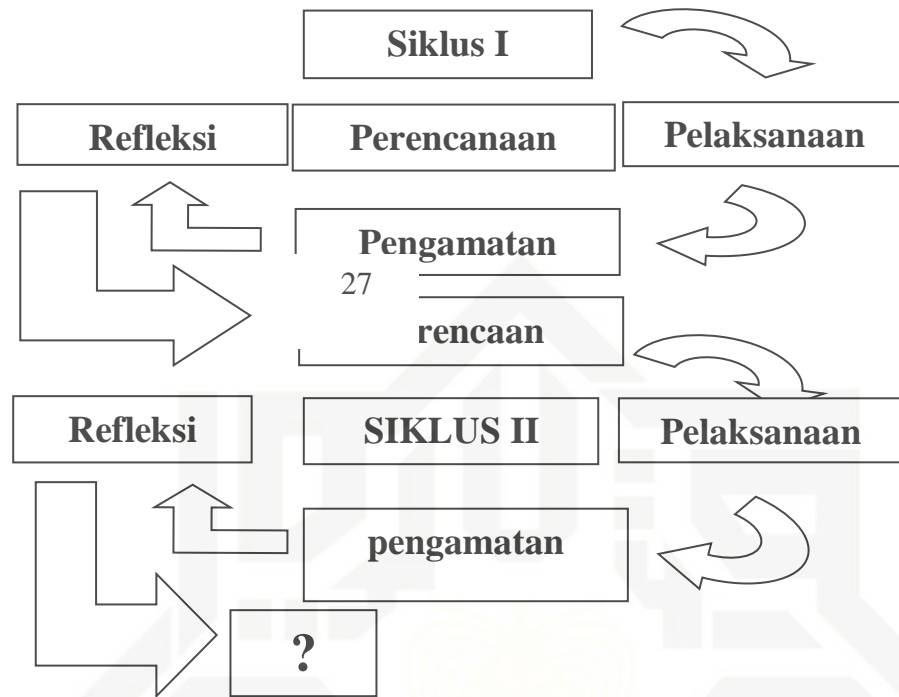 Siklus I
Refleksi Perencanaan Pelaksanaan
Pengamatan
27
rencaan
Refleksi SIKLUS II Pelaksanaan
pengamatan
?